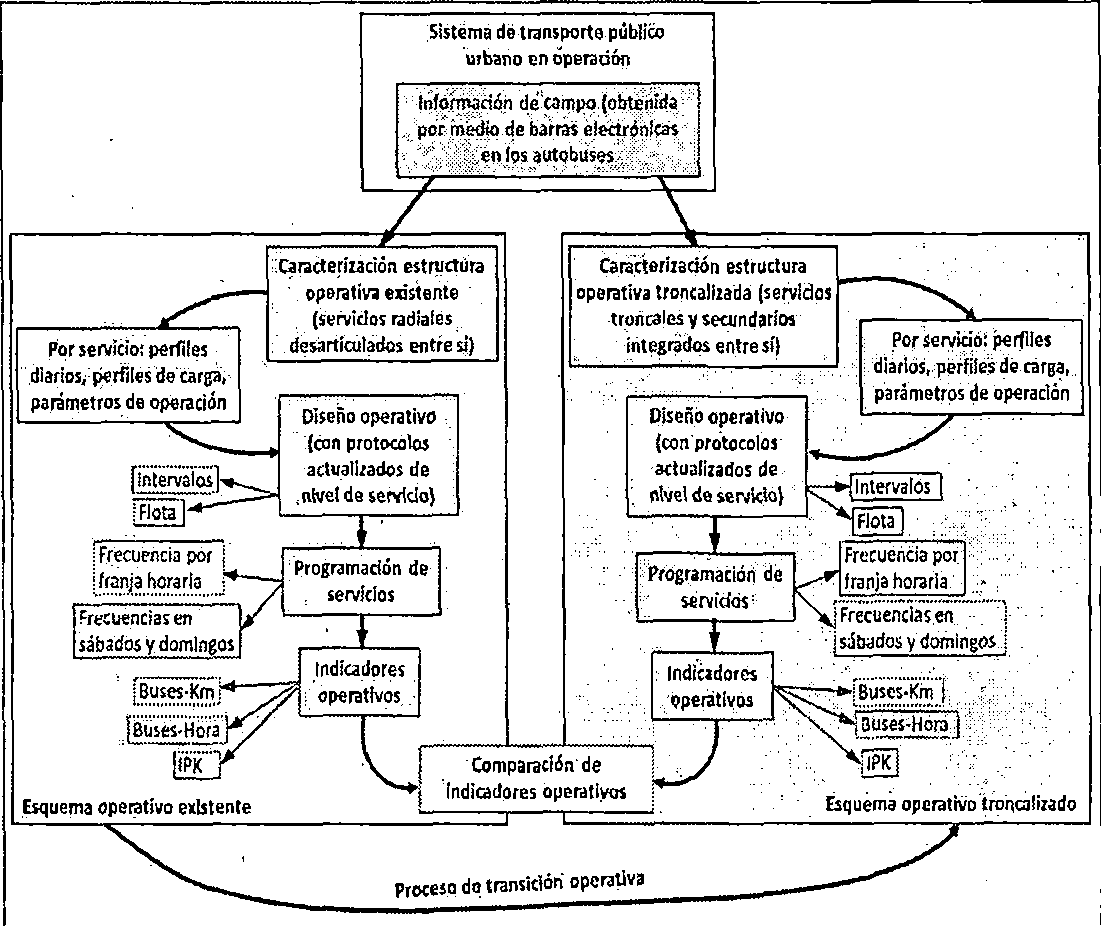 Sistema de transporte público
urbano en operación
Información de campo (obtenida
por medio de barras electrónicas
en los autobuses
Caracterización estructura
operativa existente
(servicios radiales
desarticulados entre sí)
Por servicio: perfiles
diarios, perfiles de carga,
parámetros de operación
Diseño operativo
(con protocolos
actualizados de
nivel de servicio)
Intervalos
Flota
Programación de
servicios
Frecuencia por
franja horaria
Frecuencias en
sábados y domingos
Indicadores
operativos
Buses-Km
Buses-Hora
IPK
Esquema operativo existente
Caracterización estructura
operativa troncalizada (servicios
troncales y secundarios
integrados entre sí)
Por servicio: perfiles
diarios, perfiles de carga,
parámetros de operación
Diseño operativo
(con protocolos
actualizados de
nivel de servicio)
Intervalos
Flota
Programación de
servicios
Frecuencia por
franja horaria
Frecuencias en
sábados y domingos
Indicadores
operativos
Buses-Km
Buses-Hora
IPK
Esquema operativo troncalizado
Comparación de
indicadores operativos
Proceso de transición operativa